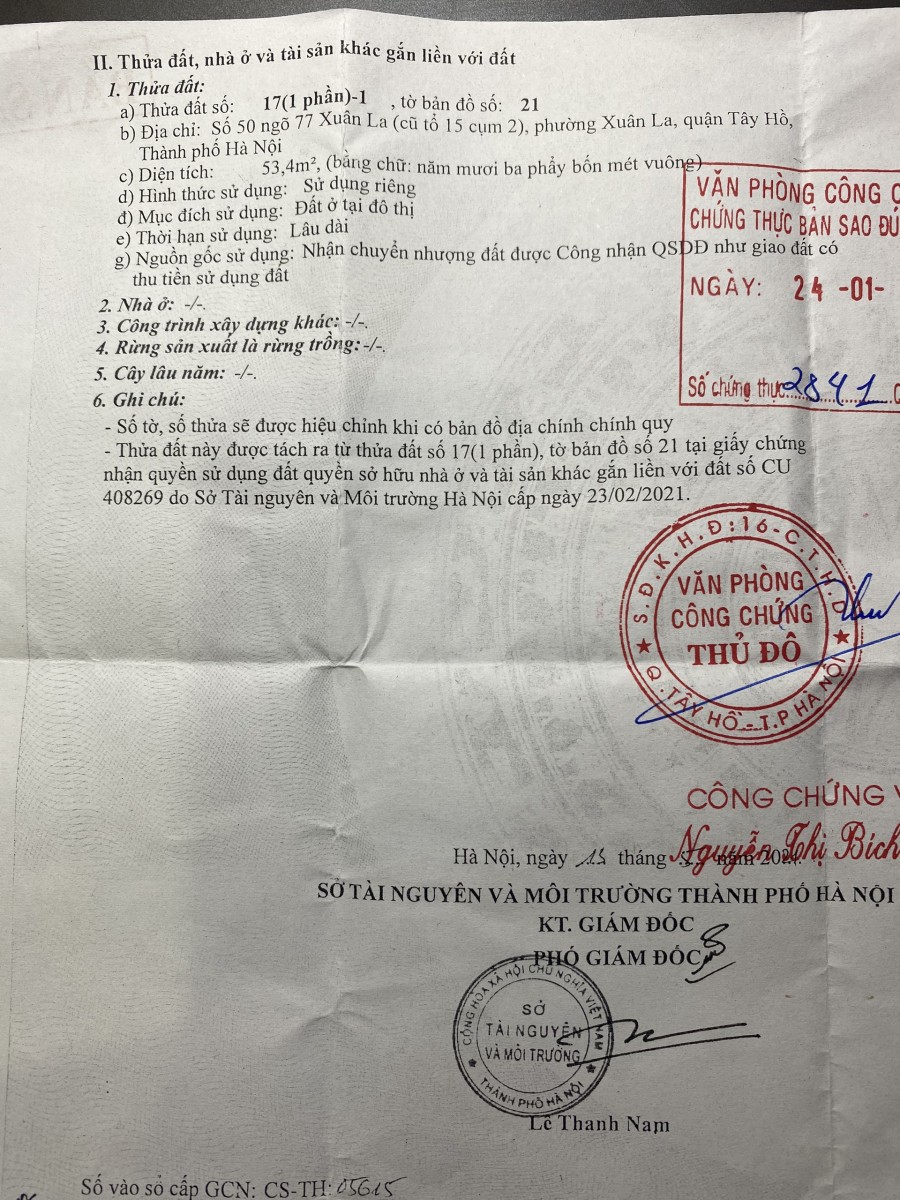 II. Thửa đất, nhà ở và tài sản khác gắn liền với đất
1. Thửa đất:
a) Thửa đất số: 17(1 phần)-1 , tờ bản đồ số: 21
b) Địa chỉ: Số 50 ngõ 77 Xuân La (cũ tổ 15 cụm 2), phường Xuân La, quận Tây Hồ,
Thành phố Hà Nội
c) Diện tích: 53,4m², (bằng chữ: năm mươi ba phẩy bốn mét vuông)
d) Hình thức sử dụng: Sử dụng riêng
đ) Mục đích sử dụng: Đất ở tại đô thị
e) Thời hạn sử dụng: Lâu dài
g) Nguồn gốc sử dụng: Nhận chuyển nhượng đất được Công nhận QSDĐ như giao đất có
thu tiền sử dụng đất
2. Nhà ở: -/-.
3. Công trình xây dựng khác: -/-.
4. Rừng sản xuất là rừng trồng: -/-.
5. Cây lâu năm: -/-.
6. Ghi chú:
- Số tờ, số thửa sẽ được hiệu chỉnh khi có bản đồ địa chính chính quy
- Thửa đất này được tách ra từ thửa đất số 17(1 phần), tờ bản đồ số 21 tại giấy chứng
nhận quyền sử dụng đất quyền sở hữu nhà ở và tài sản khác gắn liền với đất số CU
408269 do Sở Tài nguyên và Môi trường Hà Nội cấp ngày 23/02/2021.
VĂN PHÒNG CÔNG C
CHỨNG THỰC BẢN SAO ĐÚ
NGÀY: 24 -01-
Số chứng thực 2841
S.Đ.K.H.Đ:16-C.T.H.D
VĂN PHÒNG
CÔNG CHỨNG
THỦ ĐÔ
Q.TÂY HỒ - T.P HÀ NỘI
CÔNG CHỨNG V
Nguyễn Thị Bích
Hà Nội, ngày 15 tháng năm
SỞ TÀI NGUYÊN VÀ MÔI TRƯỜNG THÀNH PHỐ HÀ NỘI
KT. GIÁM ĐỐC
PHÓ GIÁM ĐỐC
CỘNG HÒA XÃ HỘI CHỦ NGHĨA VIỆT NAM
SỞ
TÀI NGUYÊN
VÀ MÔI TRƯỜNG
THÀNH PHỐ HÀ NỘI
Lê Thanh Nam
Số vào sổ cấp GCN: CS-TH: 05615